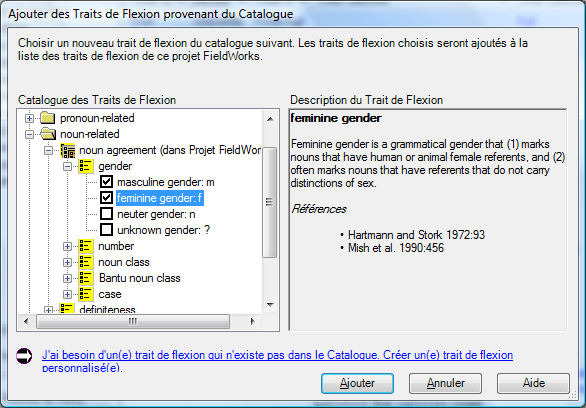 Ajouter des Traits de Flexion provenant du Catalogue
Choisir un nouveau trait de flexion du catalogue suivant. Les traits de flexion choisis seront ajoutés à la
liste des traits de flexion de ce projet FieldWorks.
Catalogue des Traits de Flexion
pronoun-related
noun-related
noun agreement (dans Projet FieldWor
gender
masculine gender: m
feminine gender: f
neuter gender: n
unknown gender: ?
number
noun class
Bantu noun class
case
definiteness
Description du Trait de Flexion
feminine gender
Feminine gender is a grammatical gender that (1) marks
nouns that have human or animal female referents, and (2)
often marks nouns that have referents that do not carry
distinctions of sex.
Références
• Hartmann and Stork 1972:93
• Mish et al. 1990:456
J'ai besoin d'un(e) trait de flexion qui n'existe pas dans le Catalogue. Créer un(e) trait de flexion
personnalisé(e).
Ajouter
Annuler
Aide